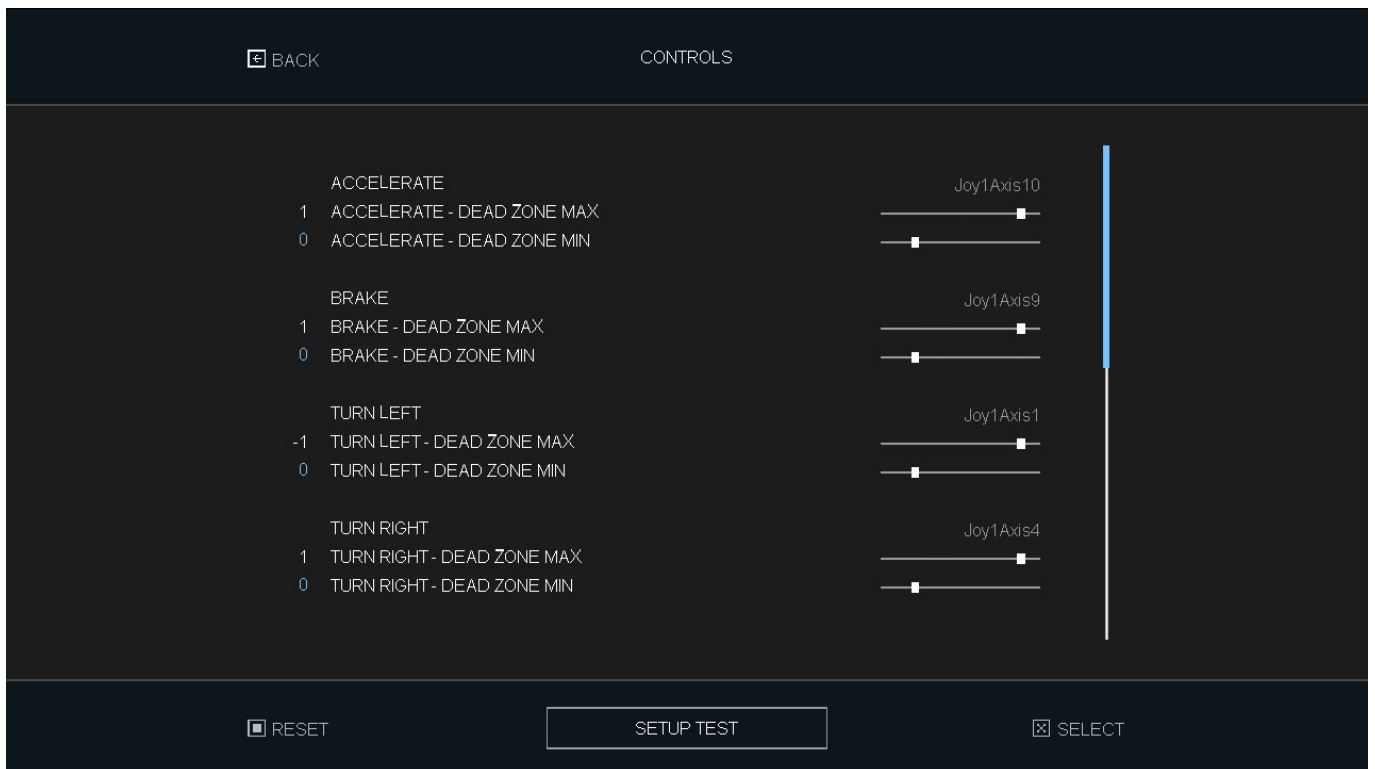 BACK
CONTROLS
ACCELERATE Joy1Axis10
1 ACCELERATE - DEAD ZONE MAX
0 ACCELERATE - DEAD ZONE MIN
BRAKE Joy1Axis9
1 BRAKE - DEAD ZONE MAX
0 BRAKE - DEAD ZONE MIN
TURN LEFT Joy1Axis1
-1 TURN LEFT - DEAD ZONE MAX
0 TURN LEFT - DEAD ZONE MIN
TURN RIGHT Joy1Axis4
1 TURN RIGHT - DEAD ZONE MAX
0 TURN RIGHT - DEAD ZONE MIN
RESET
SETUP TEST
SELECT